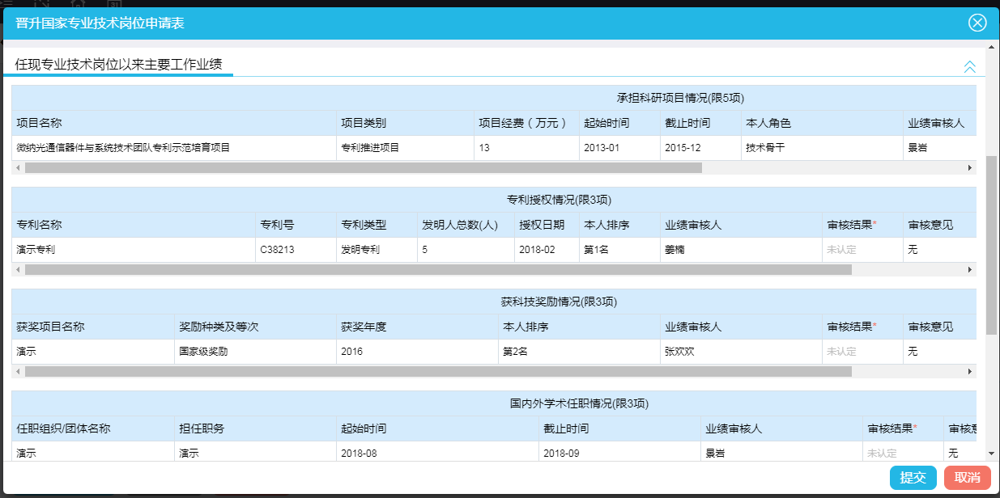 晋升国家专业技术岗位申请表
任现专业技术岗位以来主要工作业绩
承担科研项目情况(限5项)
项目名称 项目类别 项目经费（万元） 起始时间 截止时间 本人角色 业绩审核人
微纳光通信器件与系统技术团队专利示范培育项目 专利推进项目 13 2013-01 2015-12 技术骨干 景岩
专利授权情况(限3项)
专利名称 专利号 专利类型 发明人总数(人) 授权日期 本人排序 业绩审核人 审核结果* 审核意见
演示专利 C38213 发明专利 5 2018-02 第1名 姜楠 未认定 无
获科技奖励情况(限3项)
获奖项目名称 奖励种类及等次 获奖年度 本人排序 业绩审核人 审核结果* 审核意见
演示 国家级奖励 2016 第2名 张欢欢 未认定 无
国内外学术任职情况(限3项)
任职组织/团体名称 担任职务 起始时间 截止时间 业绩审核人 审核结果* 审核意
演示 演示 2018-08 2018-09 景岩 未认定 无
提交 取消